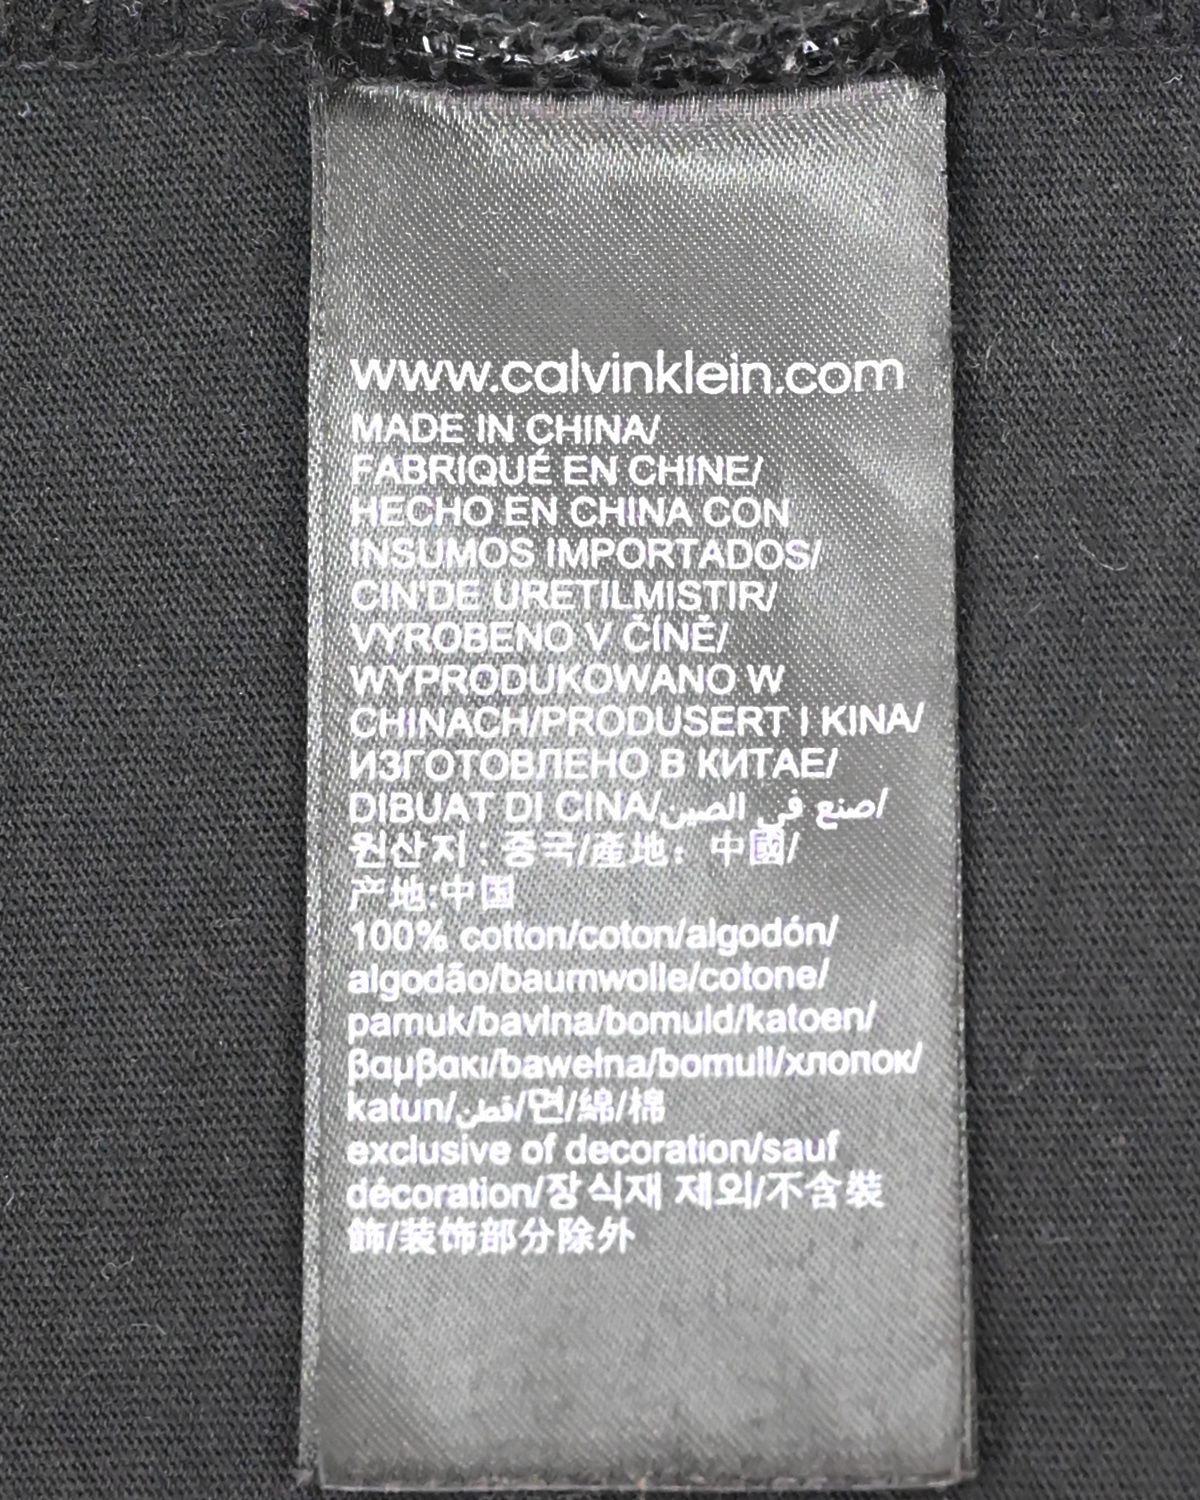 www.calvinklein.com
MADE IN CHINA/
FABRIQUÉ EN CHINE/
HECHO EN CHINA CON
INSUMOS IMPORTADOS/
CIN'DE URETILMISTIR/
VYROBENO V ČÍNĚ/
WYPRODUKOWANO W
CHINACH/PRODUSERT I KINA/
ИЗГОТОВЛЕНО В КИТАЕ/
DIBUAT DI CINA/صنع في الصين/
원산지 : 중국/產地：中國/
产地:中国
100% cotton/coton/algodón/
algodão/baumwolle/cotone/
pamuk/bavlna/bomuld/katoen/
βαμβακι/bawelna/bomull/хлопок/
katun/قطن/면/綿/棉
exclusive of decoration/sauf
décoration/장식재 제외/不含裝
飾/装饰部分除外